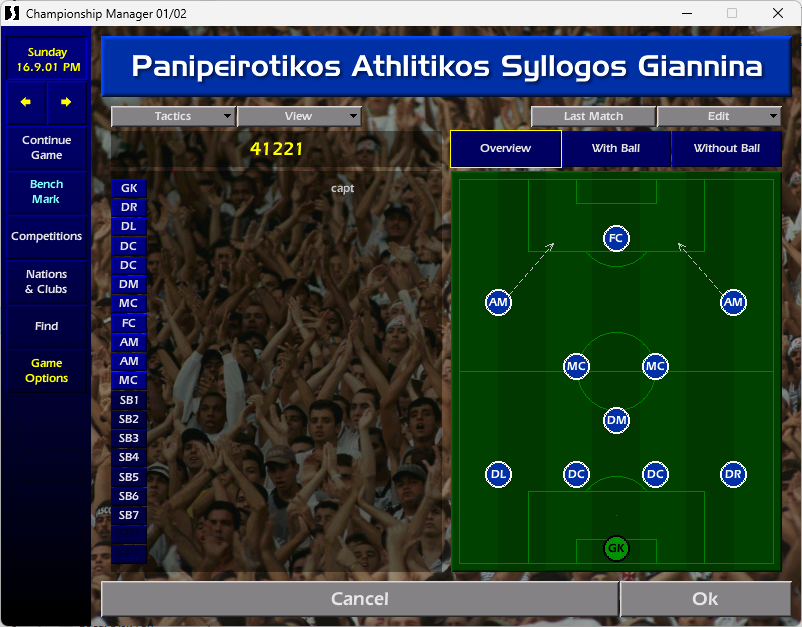 Championship Manager 01/02
Sunday
16.9.01 PM
Continue
Game
Bench
Mark
Competitions
Nations
& Clubs
Find
Game
Options
Panipeirotikos Athlitikos Syllogos Giannina
Tactics
View
Last Match
Edit
41221
Overview
With Ball
Without Ball
GK
capt
DR
DL
DC
DC
DM
MC
FC
AM
AM
MC
SB1
SB2
SB3
SB4
SB5
SB6
SB7
FC
AM
AM
MC
MC
DM
DL
DC
DC
DR
GK
Cancel
Ok